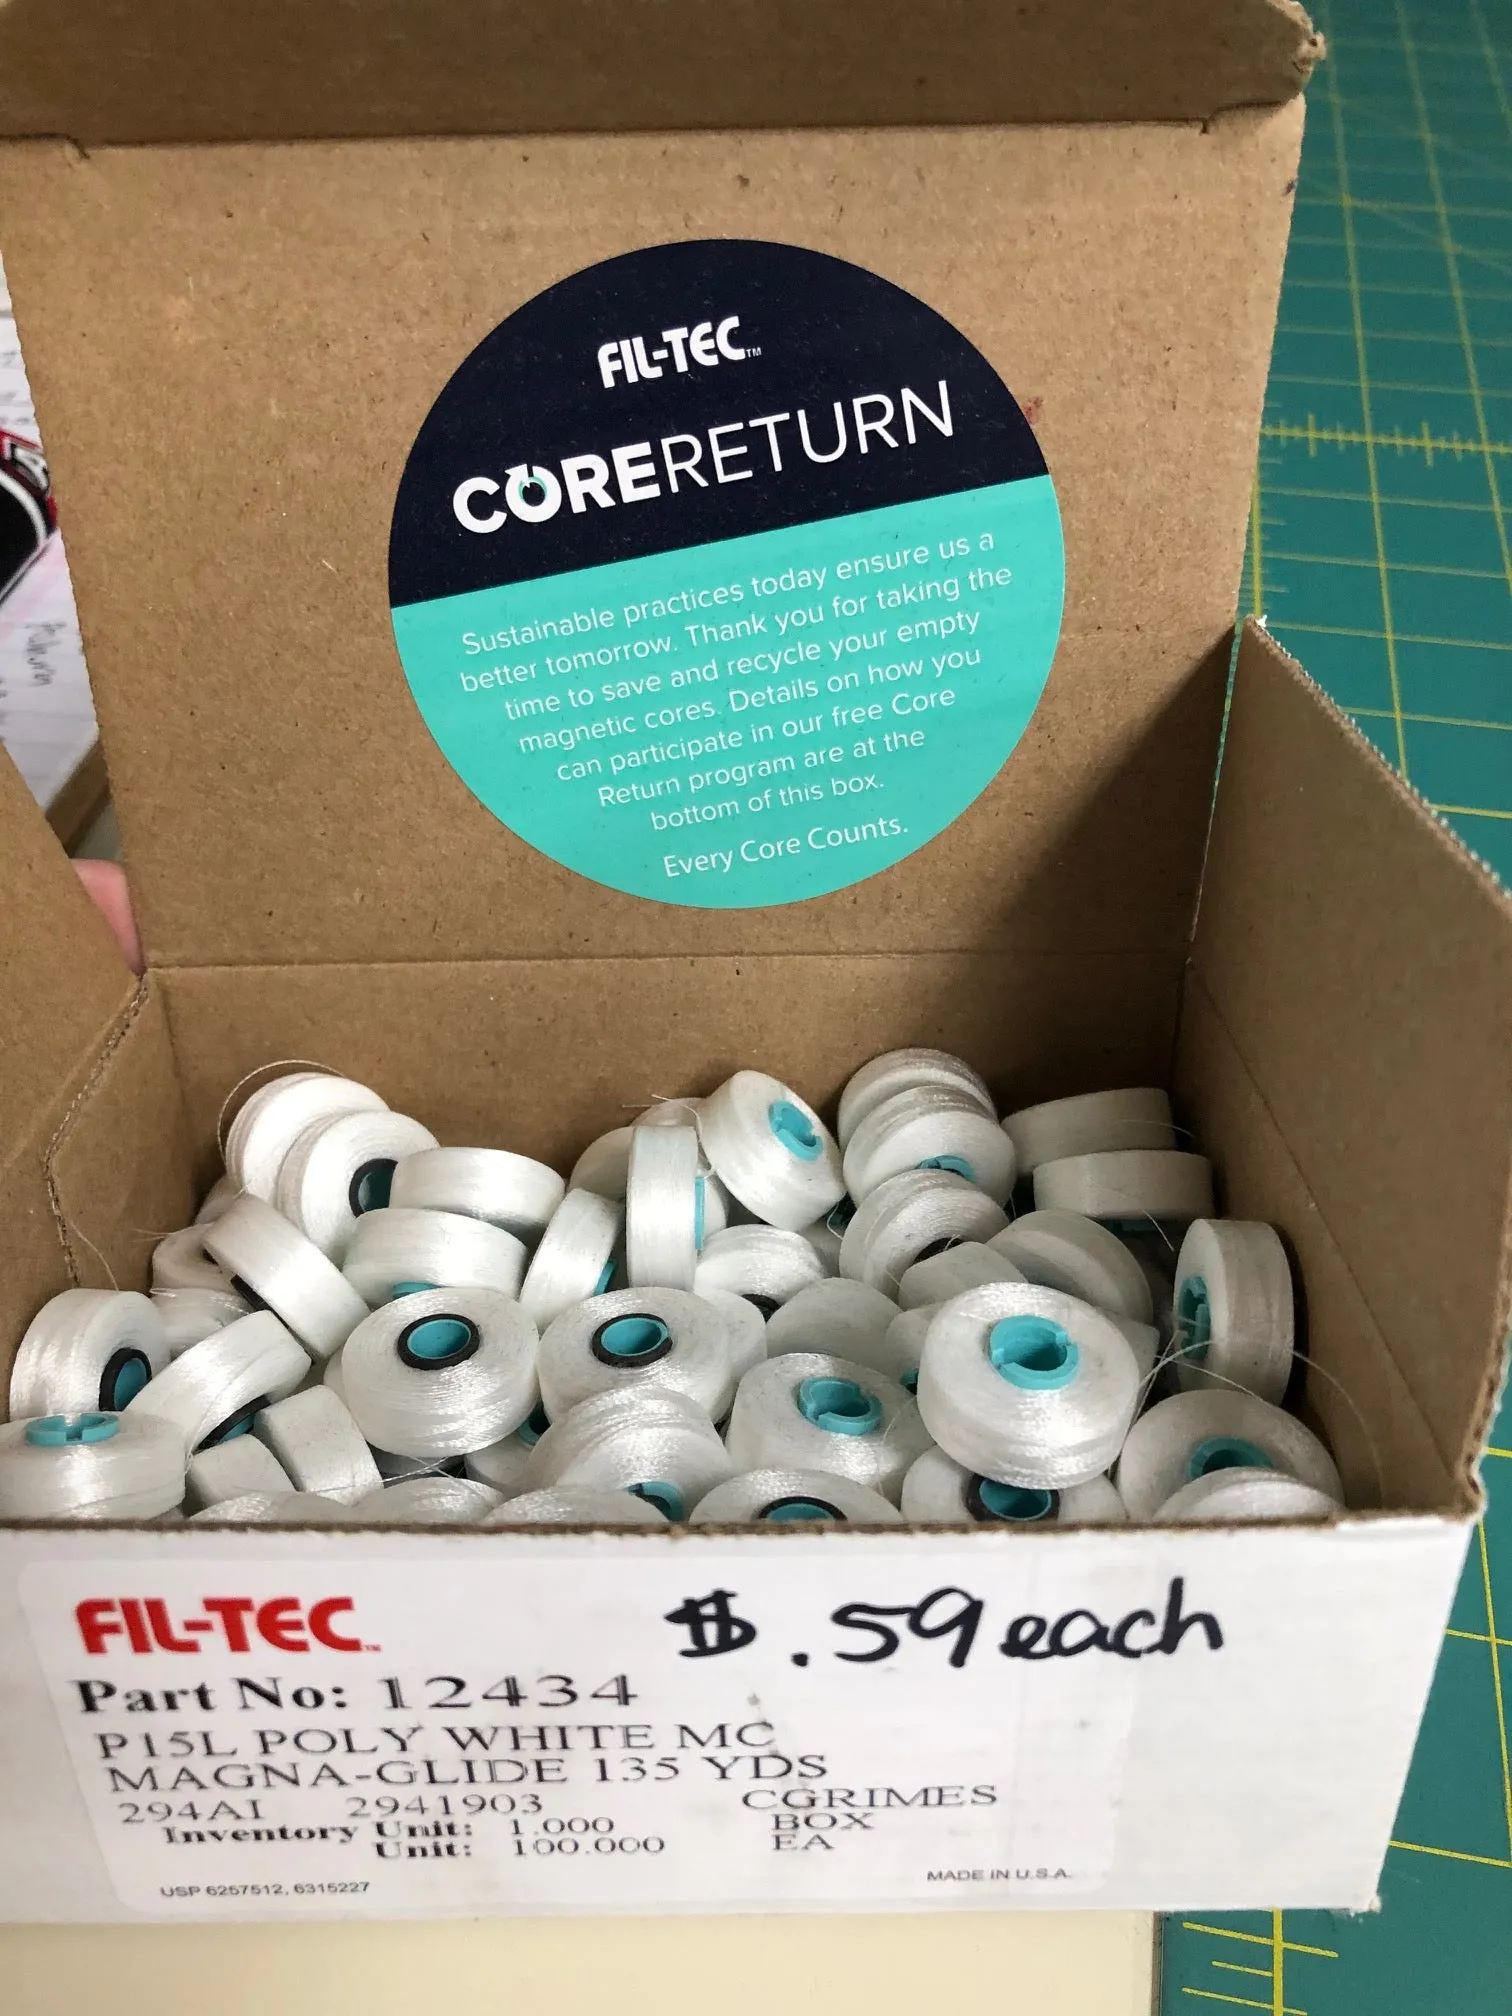 FIL-TEC™
CORERETURN
Sustainable practices today ensure us a
better tomorrow. Thank you for taking the
time to save and recycle your empty
magnetic cores. Details on how you
can participate in our free Core
Return program are at the
bottom of this box.
Every Core Counts.
FIL-TEC™
$.59 each
Part No: 12434
P15L POLY WHITE MC
MAGNA-GLIDE 135 YDS
294AI 2941903 CGRIMES
Inventory Unit: 1.000 BOX
Unit: 100.000 EA
USP 6257512, 6315227 MADE IN U.S.A.